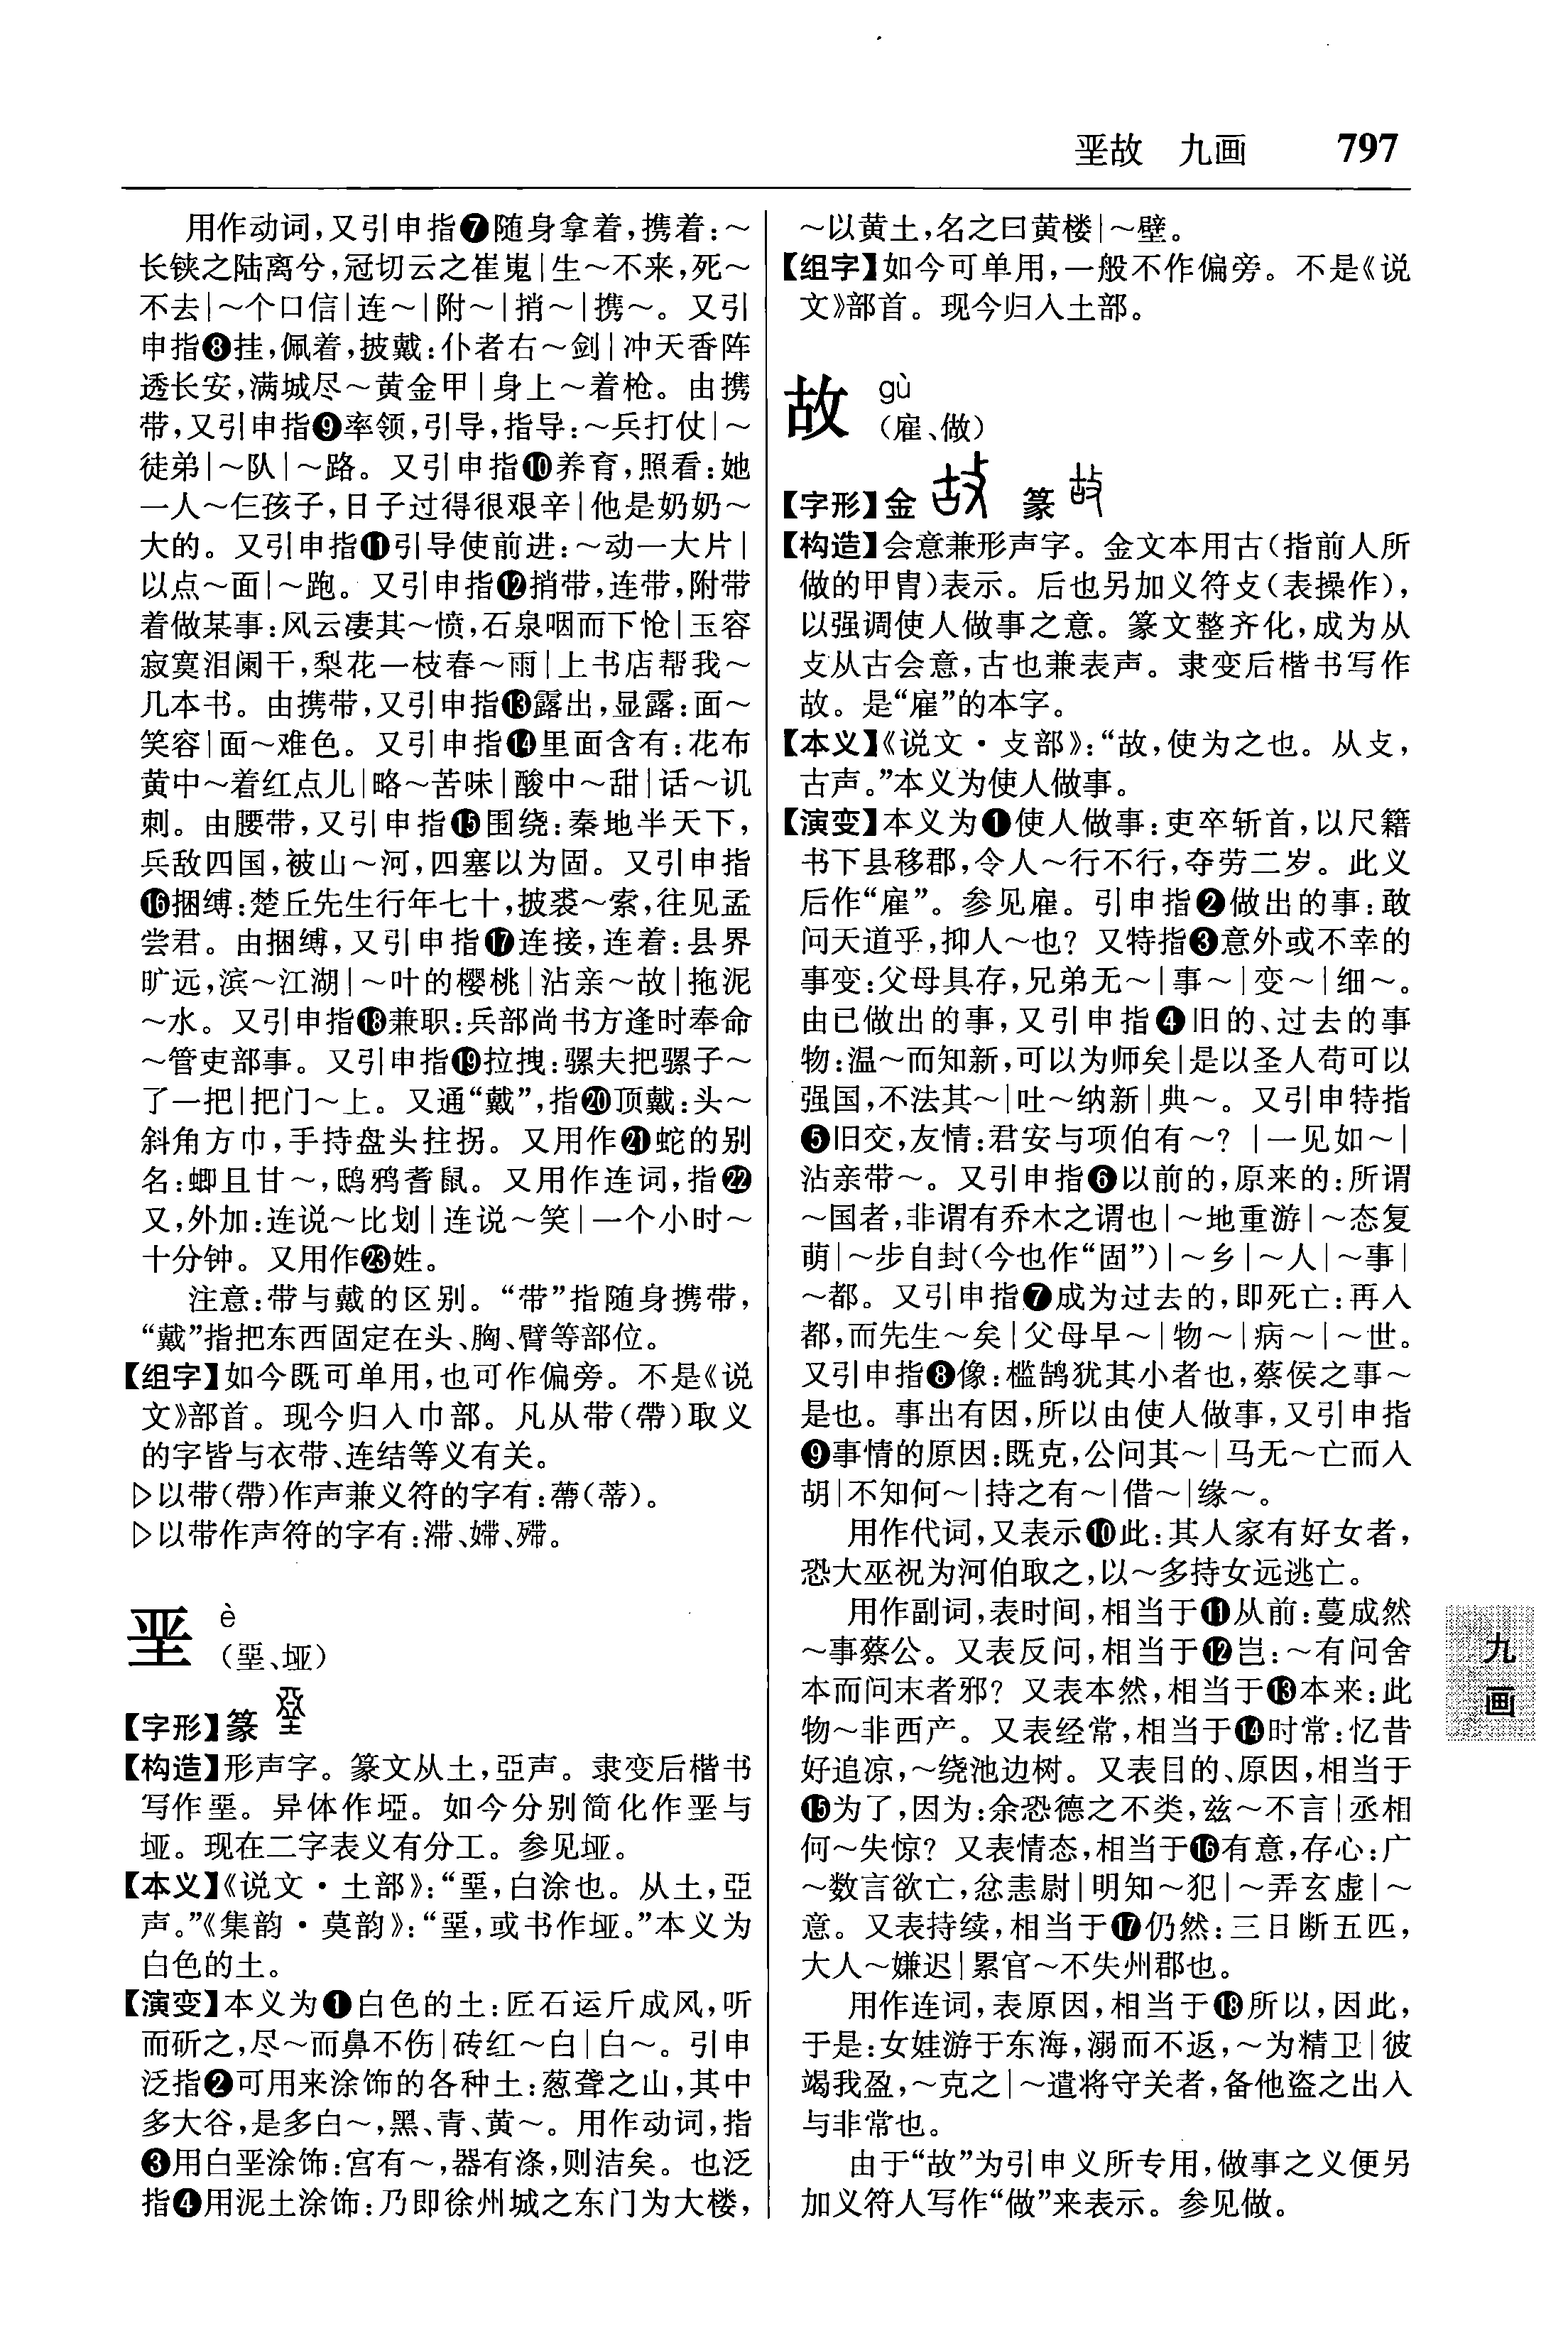 垩故 九画 797
用作动词,又引申指❼随身拿着,携着:～
长铗之陆离兮,冠切云之崔嵬|生～不来,死～
不去|～个口信|连～|附～|捎～|携～。又引
申指❽挂,佩着,披戴:仆者右～剑|冲天香阵
透长安,满城尽～黄金甲|身上～着枪。由携
带,又引申指❾率领,引导,指导:～兵打仗|～
徒弟|～队|～路。又引申指❿养育,照看:她
一人～仨孩子,日子过得很艰辛|他是奶奶～
大的。又引申指⓫引导使前进:～动一大片|
以点～面|～跑。又引申指⓬捎带,连带,附带
着做某事:风云凄其～愤,石泉咽而下怆|玉容
寂寞泪阑干,梨花一枝春～雨|上书店帮我～
几本书。由携带,又引申指⓭露出,显露:面～
笑容|面～难色。又引申指⓮里面含有:花布
黄中～着红点儿|略～苦味|酸中～甜|话～讥
刺。由腰带,又引申指⓯围绕:秦地半天下,
兵敌四国,被山～河,四塞以为固。又引申指
⓰捆缚:楚丘先生行年七十,披裘～索,往见孟
尝君。由捆缚,又引申指⓱连接,连着:县界
旷远,滨～江湖|～叶的樱桃|沾亲～故|拖泥
～水。又引申指⓲兼职:兵部尚书方逢时奉命
～管吏部事。又引申指⓳拉拽:骡夫把骡子～
了一把|把门～上。又通“戴”,指⓴顶戴:头～
斜角方巾,手持盘头拄拐。又用作㉑蛇的别
名:蝍且甘～,鸱鸦耆鼠。又用作连词,指㉒
又,外加:连说～比划|连说～笑|一个小时～
十分钟。又用作㉓姓。
注意:带与戴的区别。“带”指随身携带,
“戴”指把东西固定在头、胸、臂等部位。
【组字】如今既可单用,也可作偏旁。不是《说
文》部首。现今归入巾部。凡从带(帶)取义
的字皆与衣带、连结等义有关。
▷以带(帶)作声兼义符的字有:蔕(蒂)。
▷以带作声符的字有:滞、婦、殢。
垩 è
(堊、垭)
【字形】篆
【构造】形声字。篆文从土,亞声。隶变后楷书
写作堊。异体作埡。如今分别简化作垩与
垭。现在二字表义有分工。参见垭。
【本义】《说文·土部》:“堊,白涂也。从土,亞
声。”《集韵·莫韵》:“堊,或书作垭。”本义为
白色的土。
【演变】本义为❶白色的土:匠石运斤成风,听
而斫之,尽～而鼻不伤|砖红～白|白～。引申
泛指❷可用来涂饰的各种土:葱聋之山,其中
多大谷,是多白～,黑、青、黄～。用作动词,指
❸用白垩涂饰:宫有～,器有涤,则洁矣。也泛
指❹用泥土涂饰:乃即徐州城之东门为大楼,
～以黄土,名之曰黄楼|～壁。
【组字】如今可单用,一般不作偏旁。不是《说
文》部首。现今归入土部。
故 gù
(雇、做)
【字形】金 篆
【构造】会意兼形声字。金文本用古(指前人所
做的甲胄)表示。后也另加义符攴(表操作),
以强调使人做事之意。篆文整齐化,成为从
攴从古会意,古也兼表声。隶变后楷书写作
故。是“雇”的本字。
【本义】《说文·攴部》:“故,使为之也。从攴,
古声。”本义为使人做事。
【演变】本义为❶使人做事:吏卒斩首,以尺籍
书下县移郡,令人～行不行,夺劳二岁。此义
后作“雇”。参见雇。引申指❷做出的事:敢
问天道乎,抑人～也? 又特指❸意外或不幸的
事变:父母具存,兄弟无～|事～|变～|细～。
由已做出的事,又引申指❹旧的、过去的事
物:温～而知新,可以为师矣|是以圣人苟可以
强国,不法其～|吐～纳新|典～。又引申特指
❺旧交,友情:君安与项伯有～? |一见如～|
沾亲带～。又引申指❻以前的,原来的:所谓
～国者,非谓有乔木之谓也|～地重游|～态复
萌|～步自封(今也作“固”)|～乡|～人|～事|
～都。又引申指❼成为过去的,即死亡:再入
都,而先生～矣|父母早～|物～|病～|～世。
又引申指❽像:槛鹄犹其小者也,蔡侯之事～
是也。事出有因,所以由使人做事,又引申指
❾事情的原因:既克,公问其～|马无～亡而入
胡|不知何～|持之有～|借～|缘～。
用作代词,又表示❿此:其人家有好女者,
恐大巫祝为河伯取之,以～多持女远逃亡。
用作副词,表时间,相当于⓫从前:蔓成然
～事蔡公。又表反问,相当于⓬岂:～有问舍
本而问末者邪? 又表本然,相当于⓭本来:此
物～非西产。又表经常,相当于⓮时常:忆昔
好追凉,～绕池边树。又表目的、原因,相当于
⓯为了,因为:余恐德之不类,兹～不言|丞相
何～失惊? 又表情态,相当于⓰有意,存心:广
～数言欲亡,忿恚尉|明知～犯|～弄玄虚|～
意。又表持续,相当于⓱仍然:三日断五匹,
大人～嫌迟|累官～不失州郡也。
用作连词,表原因,相当于⓲所以,因此,
于是:女娃游于东海,溺而不返,～为精卫|彼
竭我盈,～克之|～遣将守关者,备他盗之出入
与非常也。
由于“故”为引申义所专用,做事之义便另
加义符人写作“做”来表示。参见做。
九
画